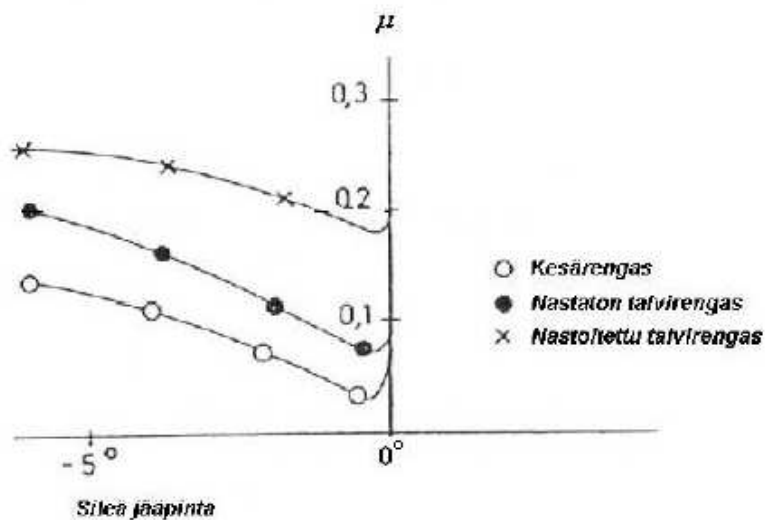 μ
0,3
0,2
0,1
-5°
0°
Kesärengas
Nastaton talvirengas
Nastoitettu talvirengas
Sileä jääpinta